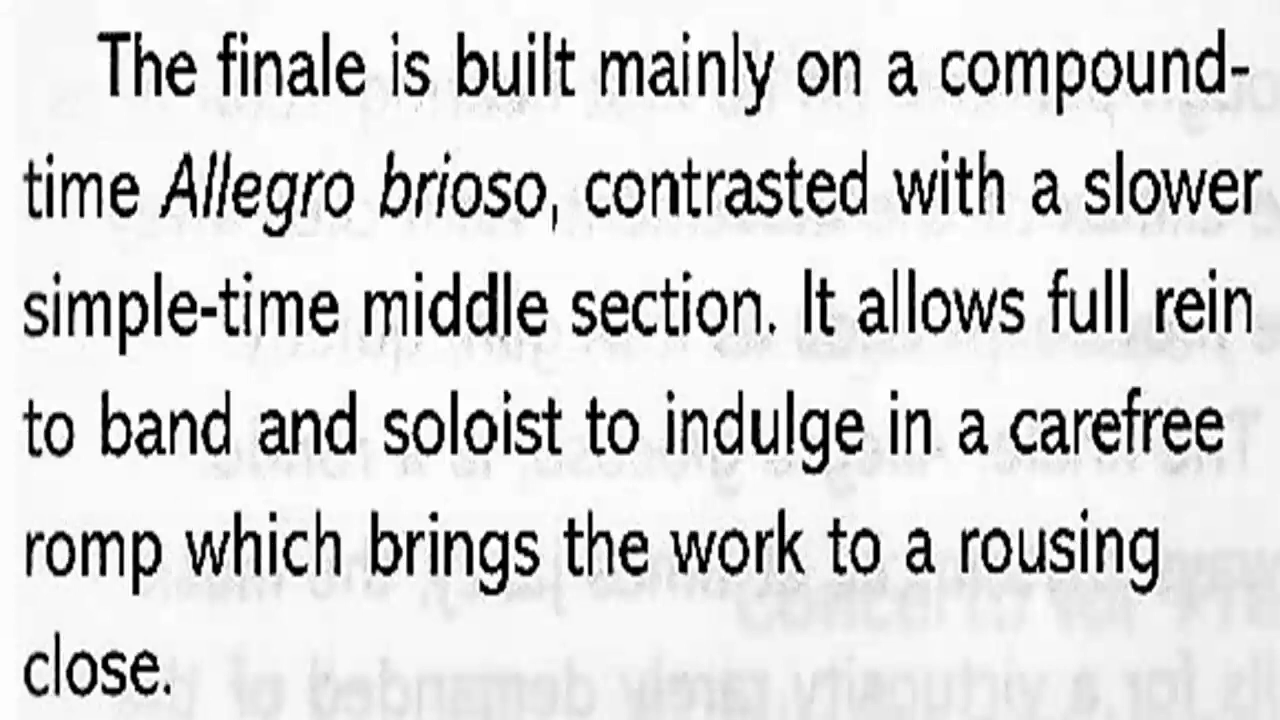 The finale is built mainly on a compound-
time Allegro brioso, contrasted with a slower
simple-time middle section. It allows full rein
to band and soloist to indulge in a carefree
romp which brings the work to a rousing
close.